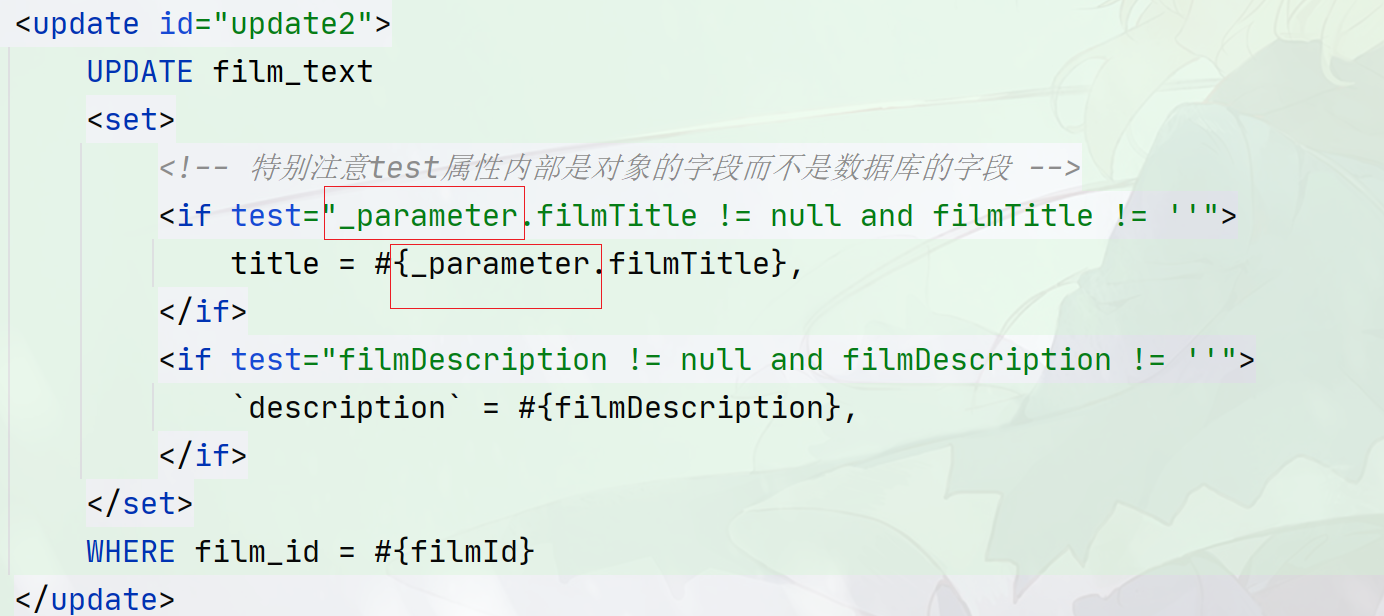 <update id="update2">
UPDATE film_text
<set>
<!-- 特别注意test属性内部是对象的字段而不是数据库的字段 -->
<if test="_parameter.filmTitle != null and filmTitle != ''">
title = #{_parameter.filmTitle},
</if>
<if test="filmDescription != null and filmDescription != ''">
`description` = #{filmDescription},
</if>
</set>
WHERE film_id = #{filmId}
</update>